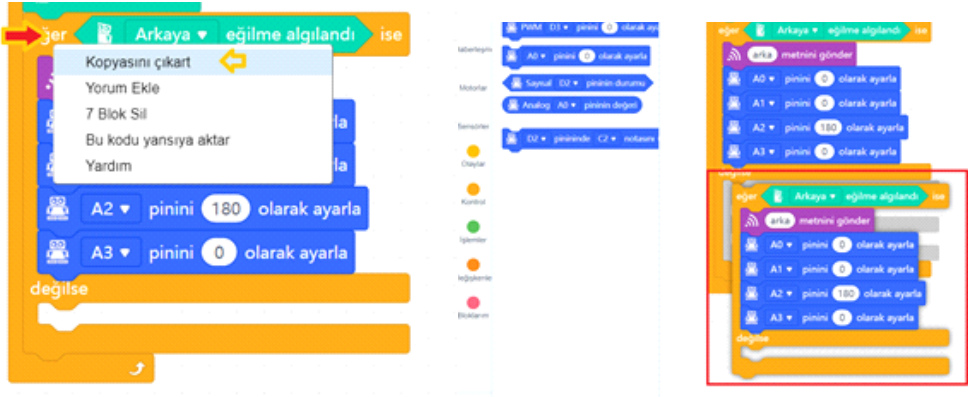 eğer Arkaya eğilme algılandı ise
Kopyasını çıkart
Yorum Ekle
7 Blok Sil
Bu kodu yansıya aktar
Yardım
la
la
A2 pinini 180 olarak ayarla
A3 pinini 0 olarak ayarla
değilse
PWM D3 pinini 0 olarak ay
A0 pinini 0 olarak ayarla
Motorlar
Sayısal D2 pininin durumu
Analog A0 pininin değeri
Sensörler
D2 pinininde C2 notasını
Olaylar
Kontrol
İşlemler
Değişkenle
Bloklarım
eğer Arkaya eğilme algılandı ise
arka metnini gönder
A0 pinini 0 olarak ayarla
A1 pinini 0 olarak ayarla
A2 pinini 180 olarak ayarla
A3 pinini 0 olarak ayarla
değilse
eğer Arkaya eğilme algılandı ise
arka metnini gönder
A0 pinini 0 olarak ayarla
A1 pinini 0 olarak ayarla
A2 pinini 180 olarak ayarla
A3 pinini 0 olarak ayarla
değilse